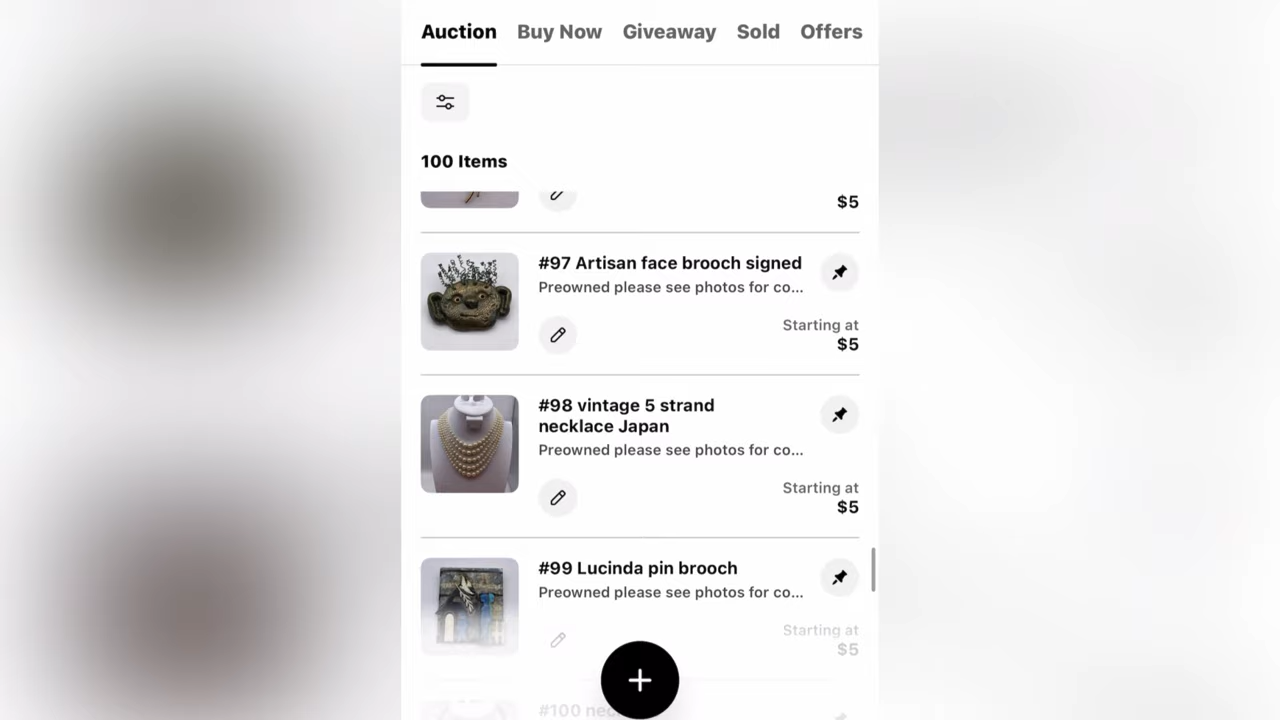 Auction Buy Now Giveaway Sold Offers
100 Items
$5
#97 Artisan face brooch signed
Preowned please see photos for co...
Starting at
$5
#98 vintage 5 strand
necklace Japan
Preowned please see photos for co...
Starting at
$5
#99 Lucinda pin brooch
Preowned please see photos for co...
Starting at
$5
#100